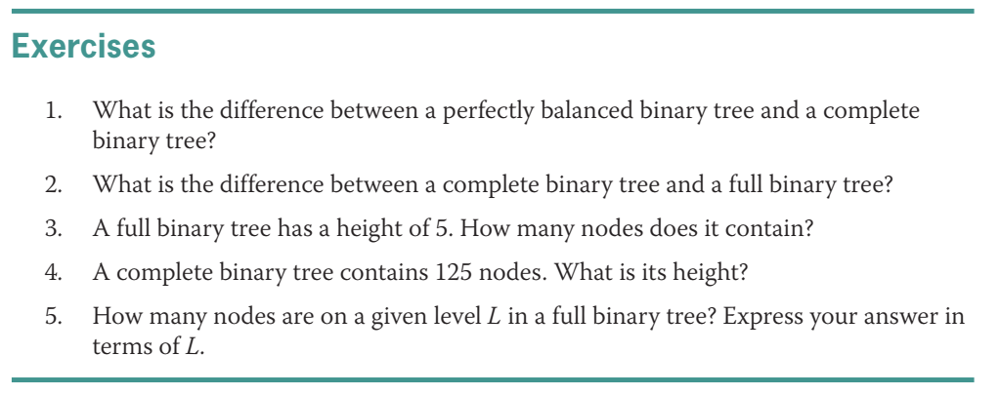 Exercises
1. What is the difference between a perfectly balanced binary tree and a complete
binary tree?
2. What is the difference between a complete binary tree and a full binary tree?
3. A full binary tree has a height of 5. How many nodes does it contain?
4. A complete binary tree contains 125 nodes. What is its height?
5. How many nodes are on a given level L in a full binary tree? Express your answer in
terms of L.